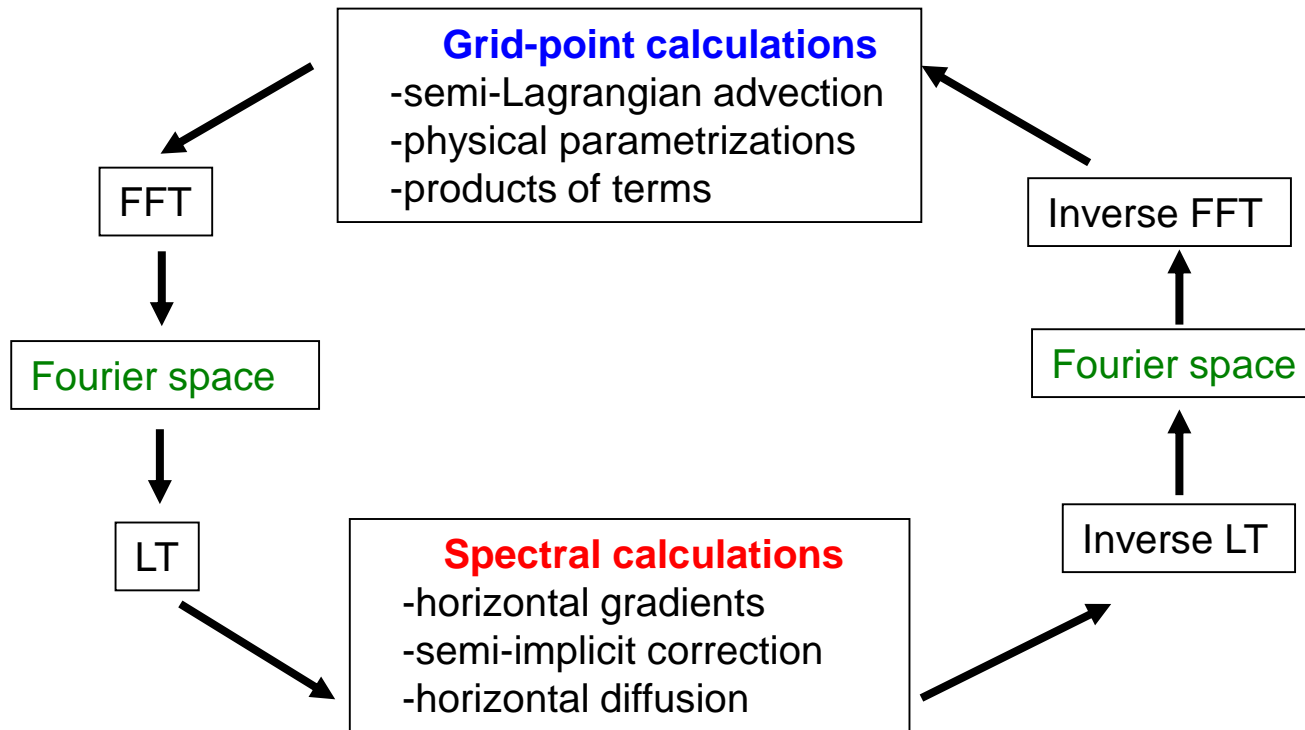 Grid-point calculations
-semi-Lagrangian advection
-physical parametrizations
-products of terms
FFT
Inverse FFT
Fourier space
Fourier space
LT
Inverse LT
Spectral calculations
-horizontal gradients
-semi-implicit correction
-horizontal diffusion